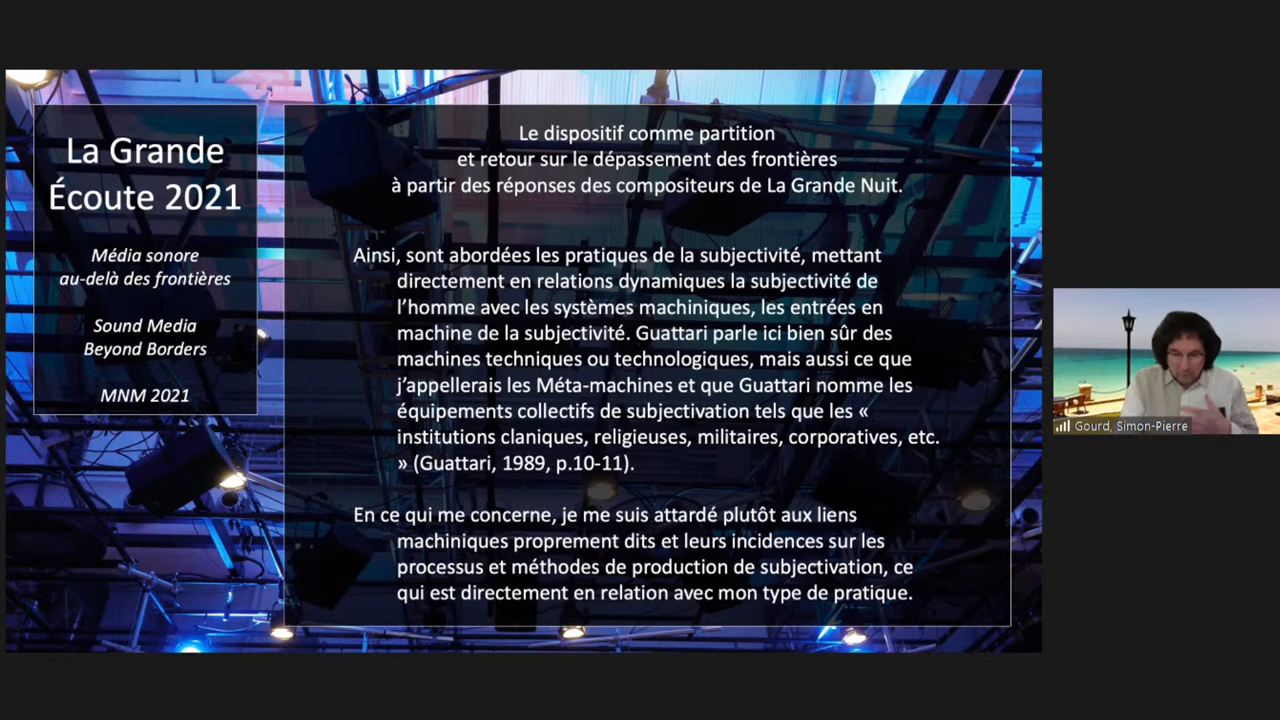 La Grande
Écoute 2021
Média sonore
au-delà des frontières
Sound Media
Beyond Borders
MNM 2021
Le dispositif comme partition
et retour sur le dépassement des frontières
à partir des réponses des compositeurs de La Grande Nuit.
Ainsi, sont abordées les pratiques de la subjectivité, mettant
directement en relations dynamiques la subjectivité de
l’homme avec les systèmes machiniques, les entrées en
machine de la subjectivité. Guattari parle ici bien sûr des
machines techniques ou technologiques, mais aussi ce que
j’appellerais les Méta-machines et que Guattari nomme les
équipements collectifs de subjectivation tels que les «
institutions claniques, religieuses, militaires, corporatives, etc.
» (Guattari, 1989, p.10-11).
En ce qui me concerne, je me suis attardé plutôt aux liens
machiniques proprement dits et leurs incidences sur les
processus et méthodes de production de subjectivation, ce
qui est directement en relation avec mon type de pratique.
Gourd, Simon-Pierre